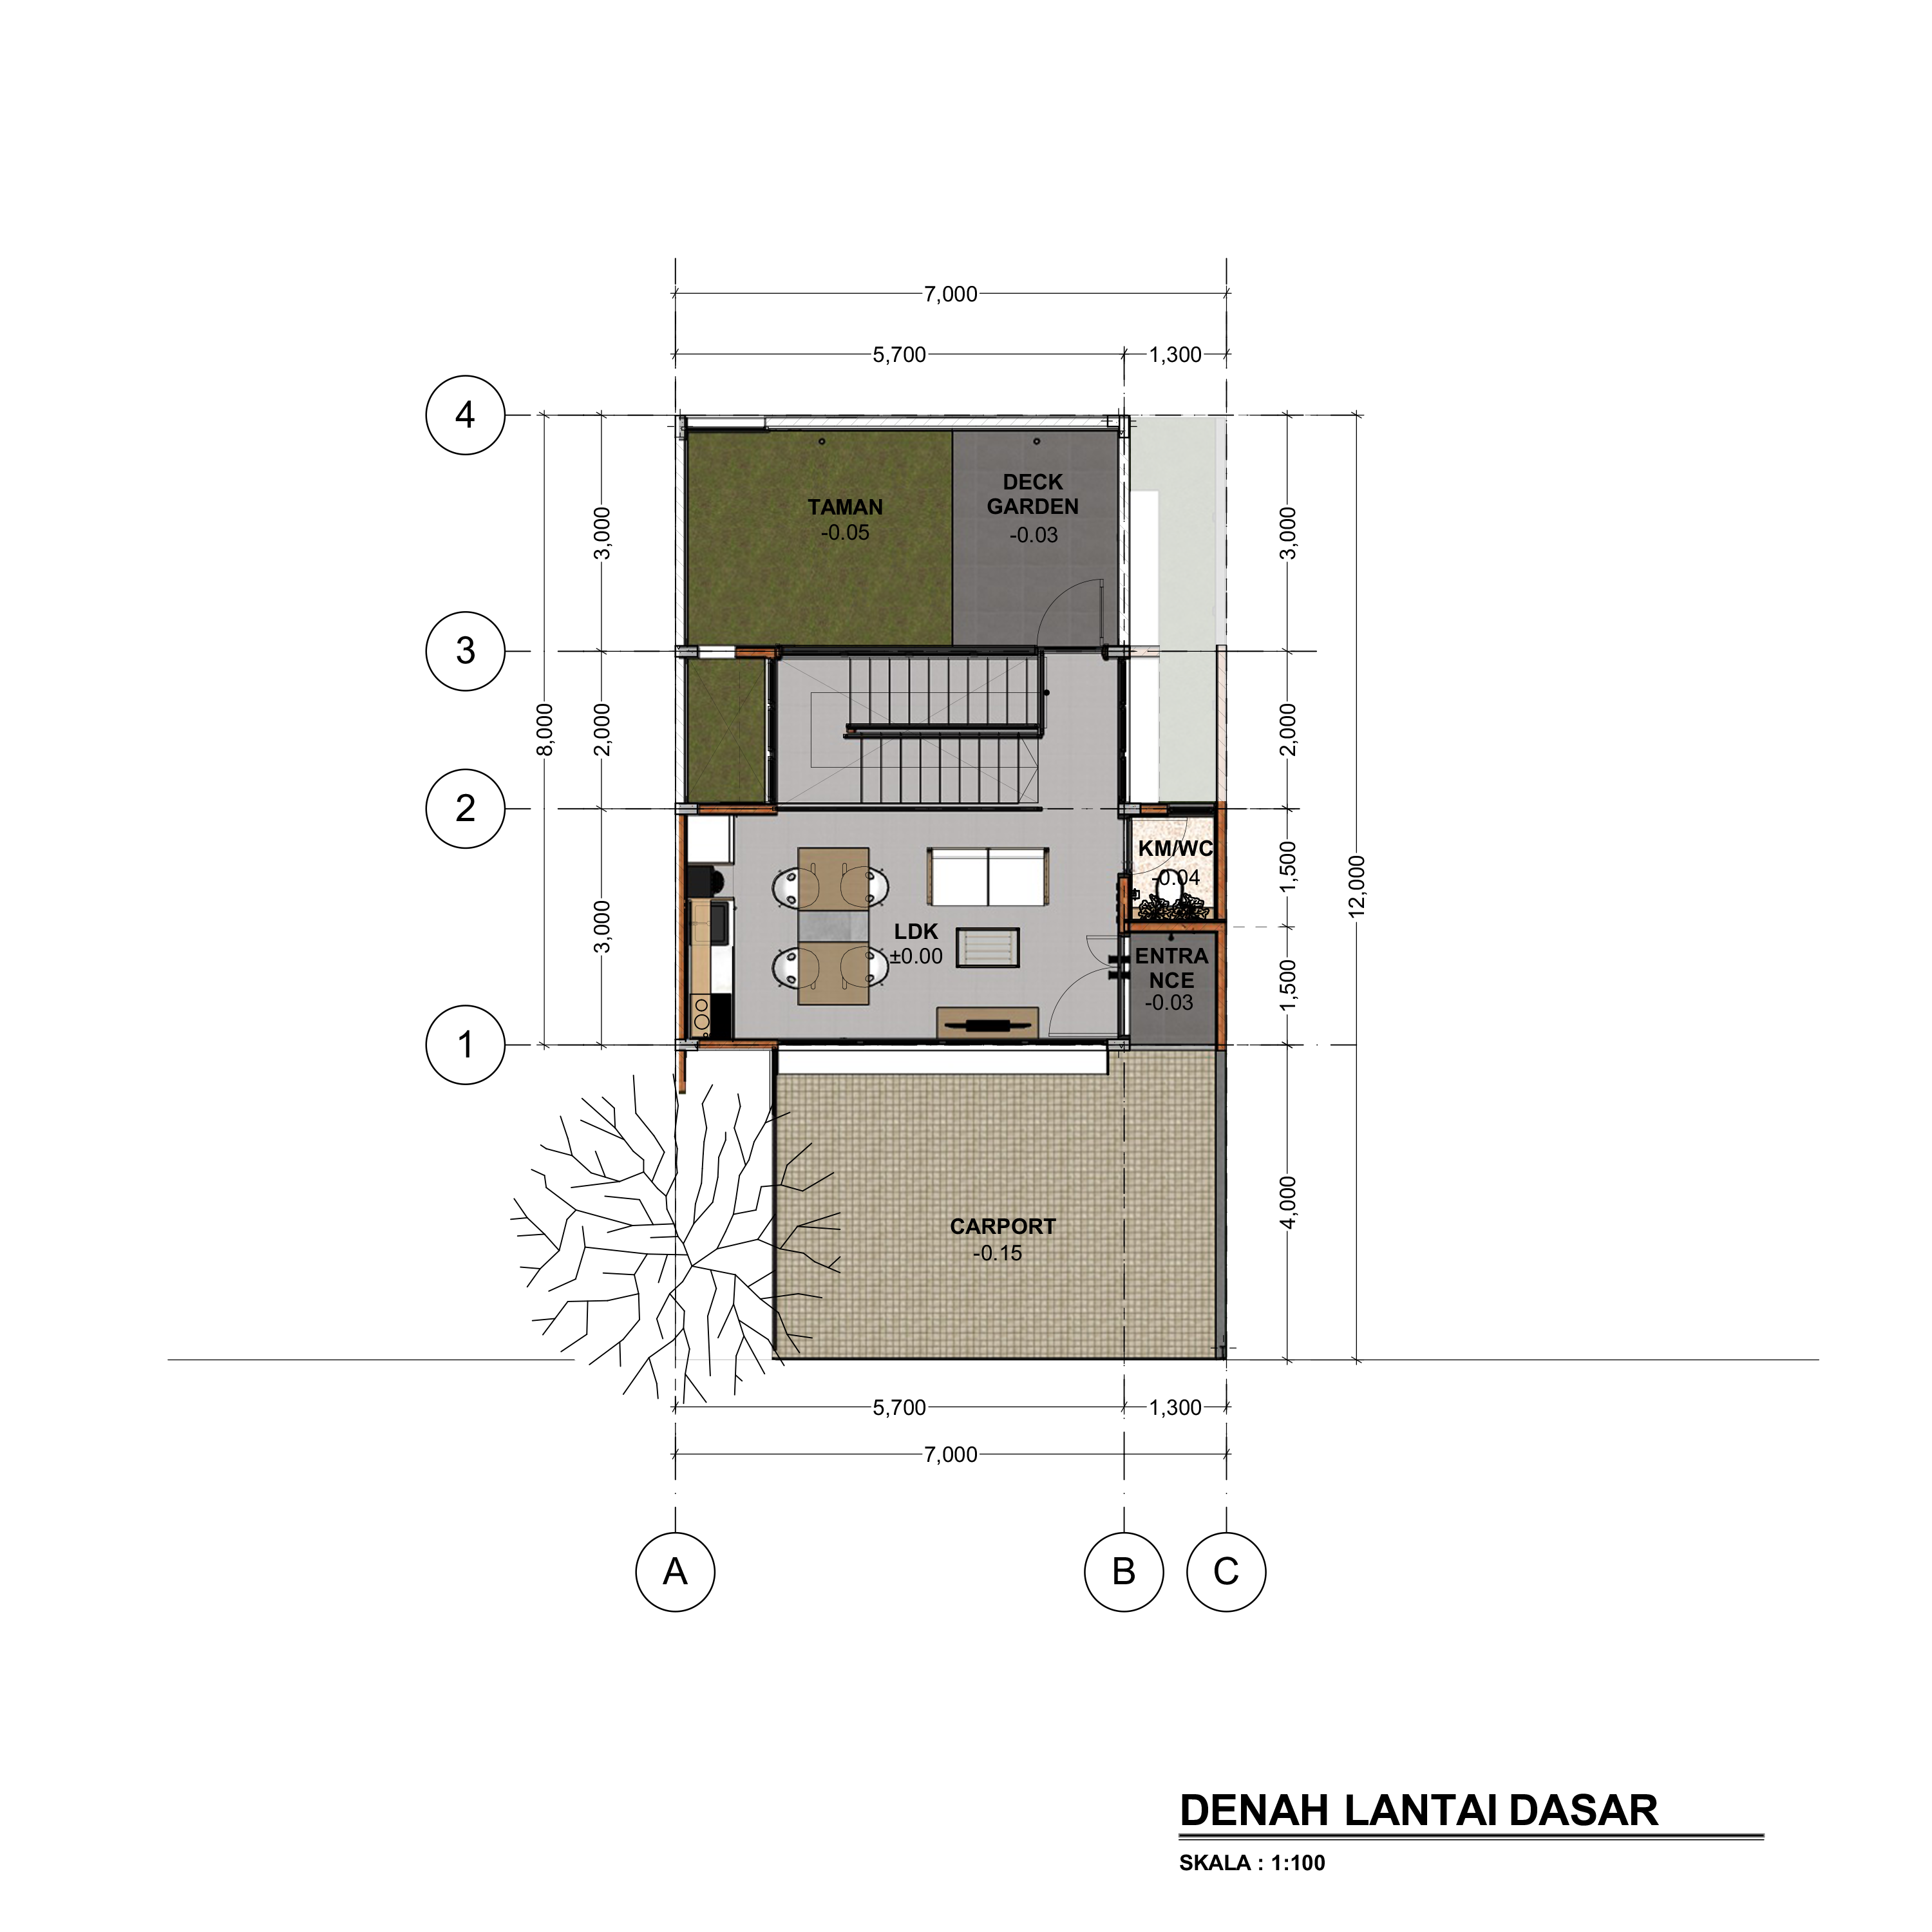 7,000
5,700
1,300
4
3
2
1
8,000
3,000
2,000
3,000
3,000
2,000
1,500
1,500
4,000
12,000
TAMAN
-0.05
DECK
GARDEN
-0.03
KM/WC
-0.04
LDK
±0.00
ENTRA
NCE
-0.03
CARPORT
-0.15
5,700
1,300
7,000
A
B
C
DENAH LANTAI DASAR
SKALA : 1:100